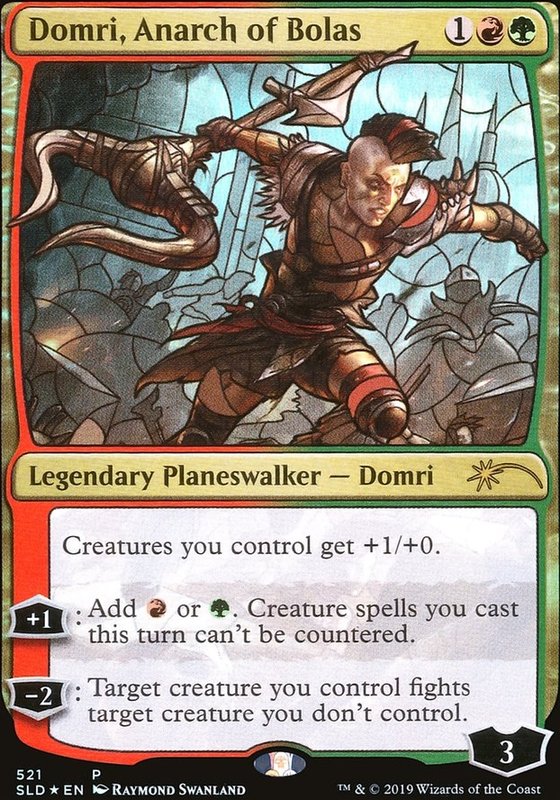 Domri, Anarch of Bolas 1
Legendary Planeswalker — Domri
Creatures you control get +1/+0.
+1 : Add or . Creature spells you cast
this turn can't be countered.
-2 : Target creature you control fights
target creature you don't control.
3
521 P
SLD ★ EN Raymond Swanland
™ & © 2019 Wizards of the Coast